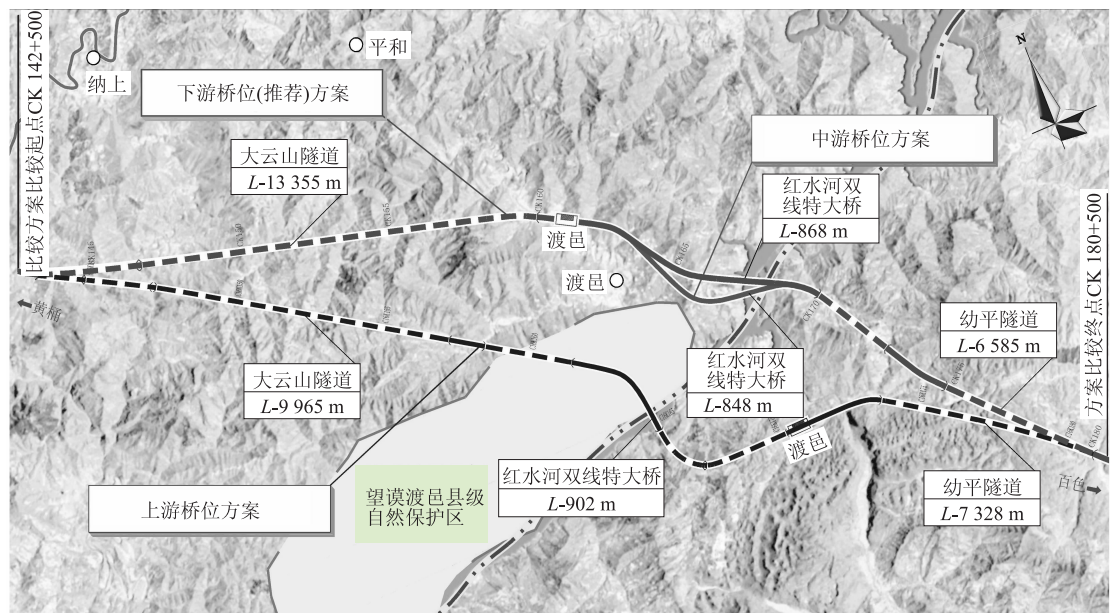 比较方案比较起点CK 142+500
纳上
平和
N
下游桥位(推荐)方案
中游桥位方案
大云山隧道
L-13 355 m
红水河双
线特大桥
L-868 m
渡邑
渡邑
黄桶
方案比较终点CK 180+500
幼平隧道
L-6 585 m
大云山隧道
L-9 965 m
红水河双
线特大桥
L-848 m
渡邑
红水河双线特大桥
L-902 m
上游桥位方案
望谟渡邑县级
自然保护区
百色
幼平隧道
L-7 328 m
CK160
CK155
CK165
CK170
CK180